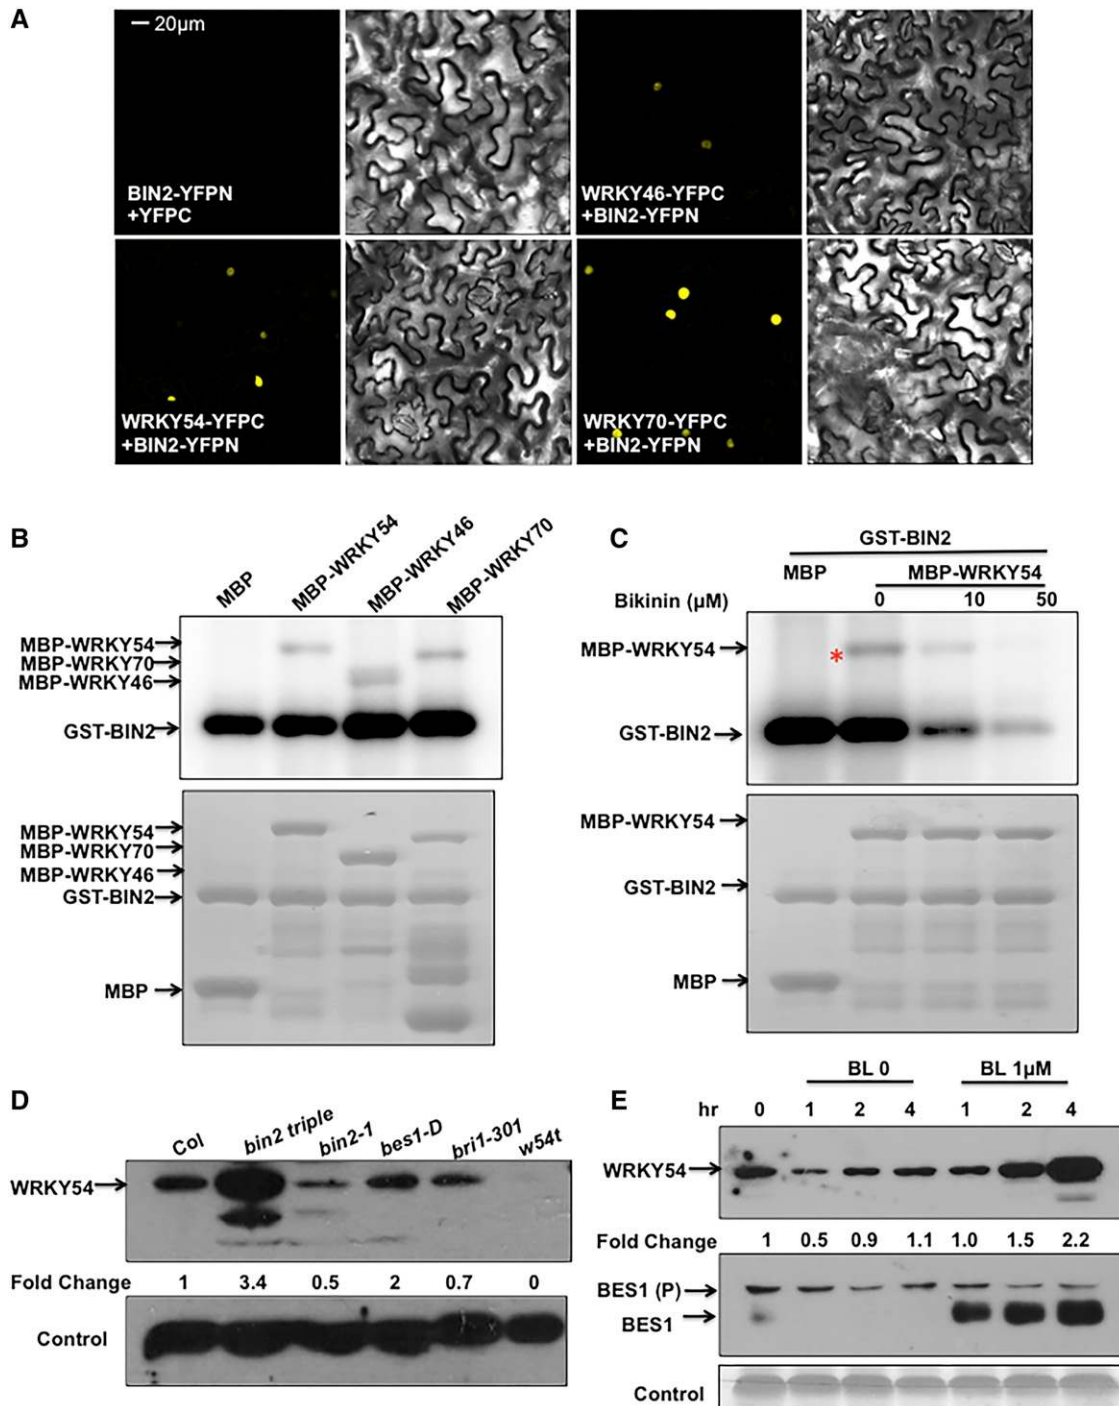 A
20µm
BIN2-YFPN
+YFPC
WRKY46-YFPC
+BIN2-YFPN
WRKY54-YFPC
+BIN2-YFPN
WRKY70-YFPC
+BIN2-YFPN
B
MBP
MBP-WRKY54
MBP-WRKY46
MBP-WRKY70
MBP-WRKY54
MBP-WRKY70
MBP-WRKY46
GST-BIN2
MBP-WRKY54
MBP-WRKY70
MBP-WRKY46
GST-BIN2
MBP
C
GST-BIN2
MBP MBP-WRKY54
Bikinin (µM) 0 10 50
MBP-WRKY54
*
GST-BIN2
MBP-WRKY54
GST-BIN2
MBP
D
Col bin2 triple bin2-1 bes1-D bri1-301 w54t
WRKY54
Fold Change 1 3.4 0.5 2 0.7 0
Control
E
BL 0 BL 1µM
hr 0 1 2 4 1 2 4
WRKY54
Fold Change 1 0.5 0.9 1.1 1.0 1.5 2.2
BES1 (P)
BES1
Control